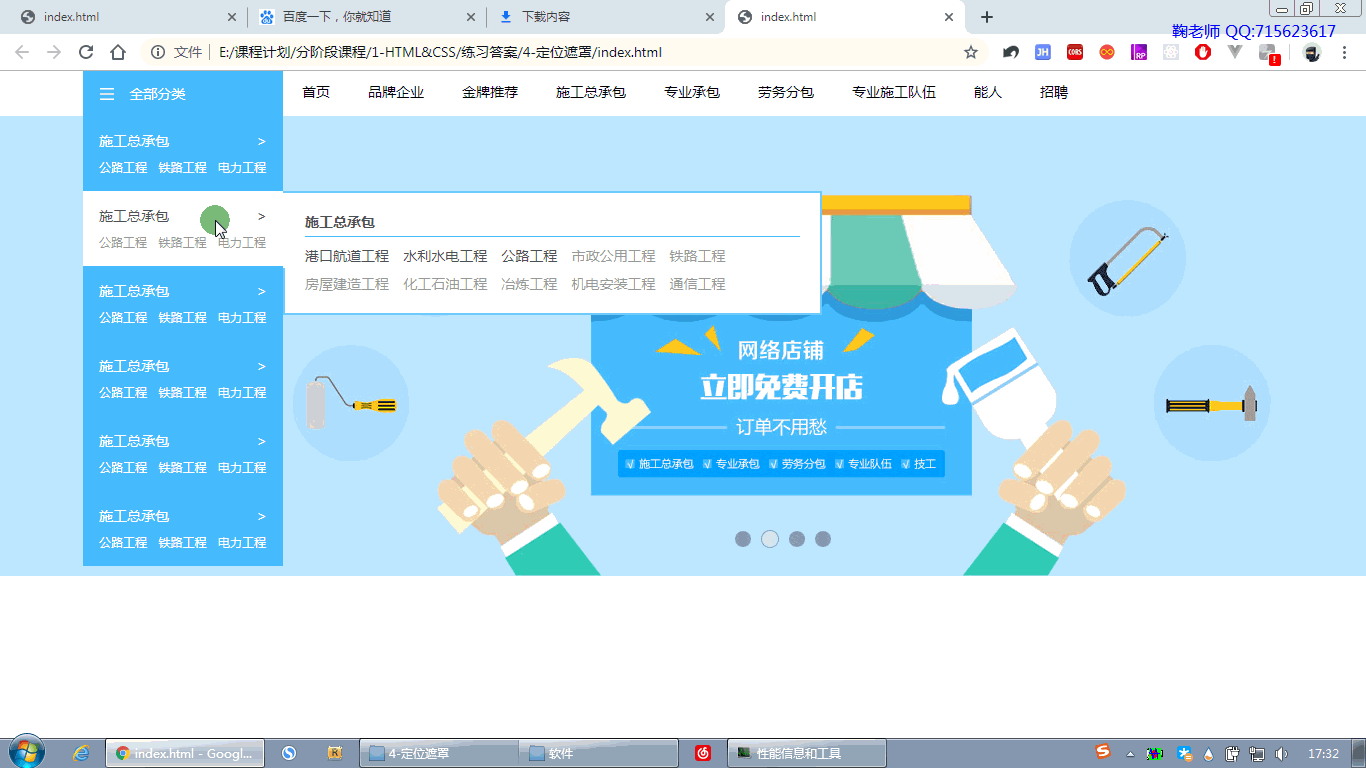 index.html
百度一下，你就知道
下载内容
index.html
鞠老师 QQ:715623617
文件
E:/课程计划/分阶段课程/1-HTML&CSS/练习答案/4-定位遮罩/index.html
JH
CORS
RP
全部分类
首页 品牌企业 金牌推荐 施工总承包 专业承包 劳务分包 专业施工队伍 能人 招聘
施工总承包 >
公路工程 铁路工程 电力工程
施工总承包 >
公路工程 铁路工程 电力工程
施工总承包
港口航道工程 水利水电工程 公路工程 市政公用工程 铁路工程
房屋建造工程 化工石油工程 冶炼工程 机电安装工程 通信工程
施工总承包 >
公路工程 铁路工程 电力工程
施工总承包 >
公路工程 铁路工程 电力工程
施工总承包 >
公路工程 铁路工程 电力工程
施工总承包 >
公路工程 铁路工程 电力工程
网络店铺
立即免费开店
订单不用愁
√ 施工总承包 √ 专业承包 √ 劳务分包 √ 专业队伍 √ 技工
index.html - Googl...
4-定位遮罩
软件
性能信息和工具
17:32